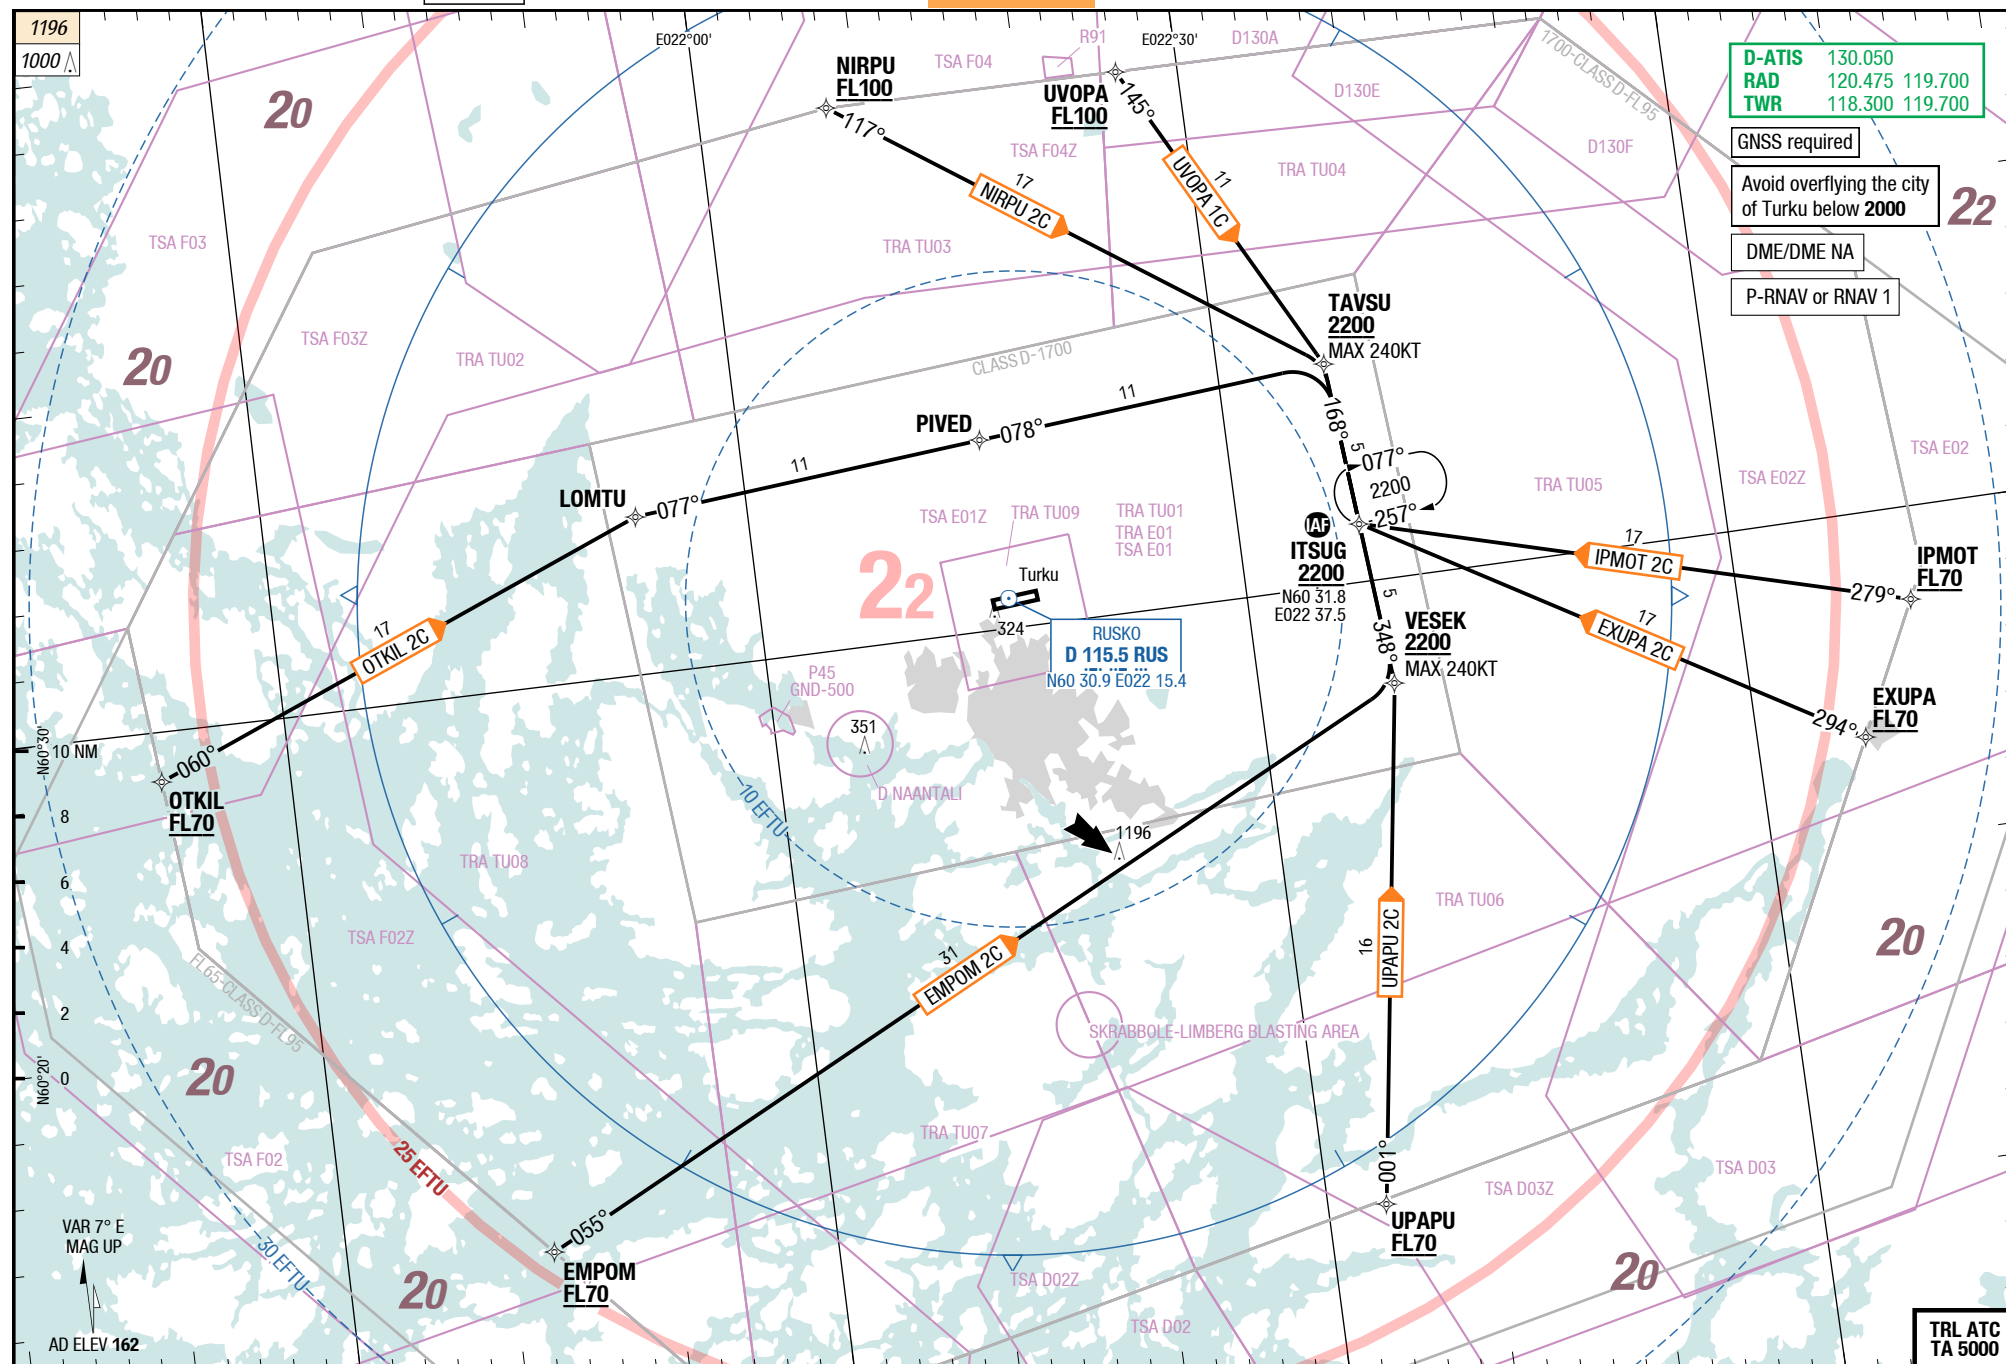 1196
1000
E022°00'
E022°30'
D-ATIS 130.050
RAD 120.475 119.700
TWR 118.300 119.700
GNSS required
Avoid overflying the city
of Turku below 2000
DME/DME NA
P-RNAV or RNAV 1
22
20
20
NIRPU
FL100
117°
17
NIRPU 2C
TSA F04
R91
D130A
UVOPA
FL100
145°
11
UVOPA 1C
D130E
1700-CLASS D-FL95
D130F
TSA F04Z
TRA TU04
TSA F03
TRA TU03
TSA F03Z
TRA TU02
CLASS D-1700
TAVSU
2200
MAX 240KT
168°
5
PIVED
078°
11
LOMTU
077°
11
077°
2200
257°
IAF
ITSUG
2200
N60 31.8
E022 37.5
TRA TU05
TSA E02Z
TSA E02
TSA E01Z
TRA TU09
TRA TU01
TRA E01
TSA E01
22
Turku
324
RUSKO
D 115.5 RUS
N60 30.9 E022 15.4
17
IPMOT 2C
279°
IPMOT
FL70
17
EXUPA 2C
294°
EXUPA
FL70
5
348°
VESEK
2200
MAX 240KT
17
OTKIL 2C
060°
OTKIL
FL70
P45
GND-500
351
D NAANTALI
10 EFTU
1196
N60°30'
10 NM
8
6
4
2
0
N60°20'
TRA TU08
TSA F02Z
FL65-CLASS D-FL95
31
EMPOM 2C
055°
EMPOM
FL70
16
UPAPU 2C
001°
UPAPU
FL70
TRA TU06
20
SKRABBOLE-LIMBERG BLASTING AREA
20
TRA TU07
TSA F02
25 EFTU
30 EFTU
TSA D03
TSA D03Z
TSA D02Z
TSA D02
20
20
VAR 7° E
MAG UP
AD ELEV 162
TRL ATC
TA 5000